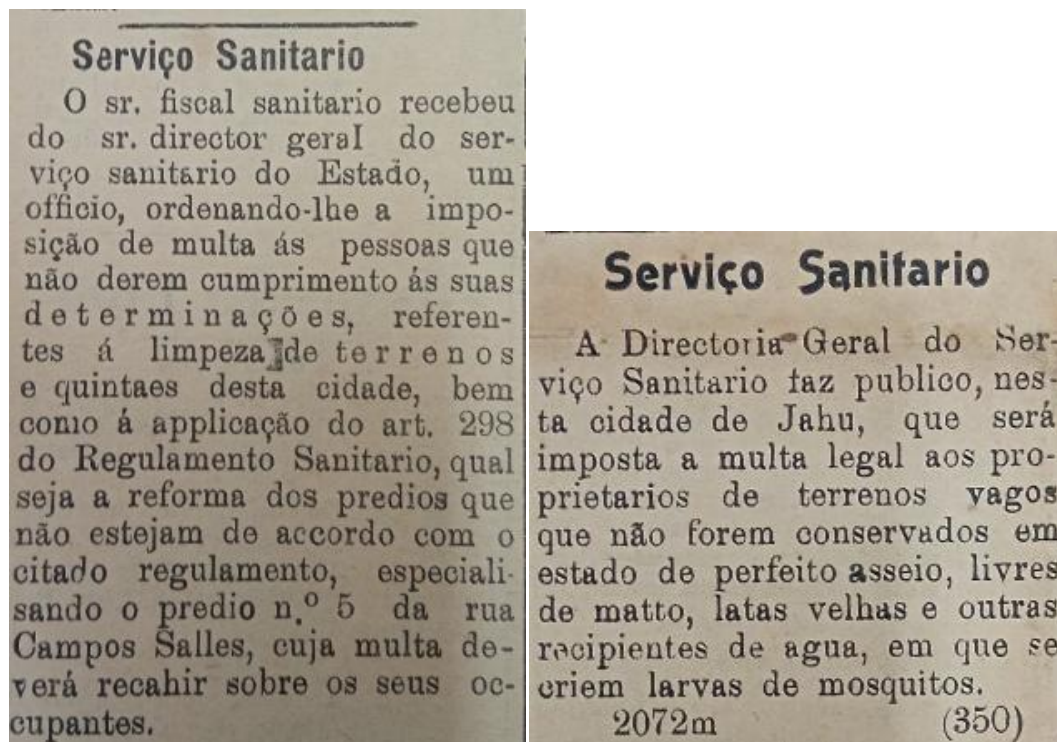 Serviço Sanitario
O sr. fiscal sanitario recebeu
do sr. director geral do ser-
viço sanitario do Estado, um
officio, ordenando-lhe a impo-
sição de multa ás pessoas que
não derem cumprimento ás suas
determinações, referen-
tes á limpeza de terrenos
e quintaes desta cidade, bem
como á applicação do art. 298
do Regulamento Sanitario, qual
seja a reforma dos predios que
não estejam de accordo com o
citado regulamento, especiali-
sando o predio n.º 5 da rua
Campos Salles, cuja multa de-
verá recahir sobre os seus oc-
cupantes.
Serviço Sanitario
A Directoria Geral do Ser-
viço Sanitario faz publico, nes-
ta cidade de Jahu, que será
imposta a multa legal aos pro-
prietarios de terrenos vagos
que não forem conservados em
estado de perfeito asseio, livres
de matto, latas velhas e outras
recipientes de agua, em que se
criem larvas de mosquitos.
2072m (350)